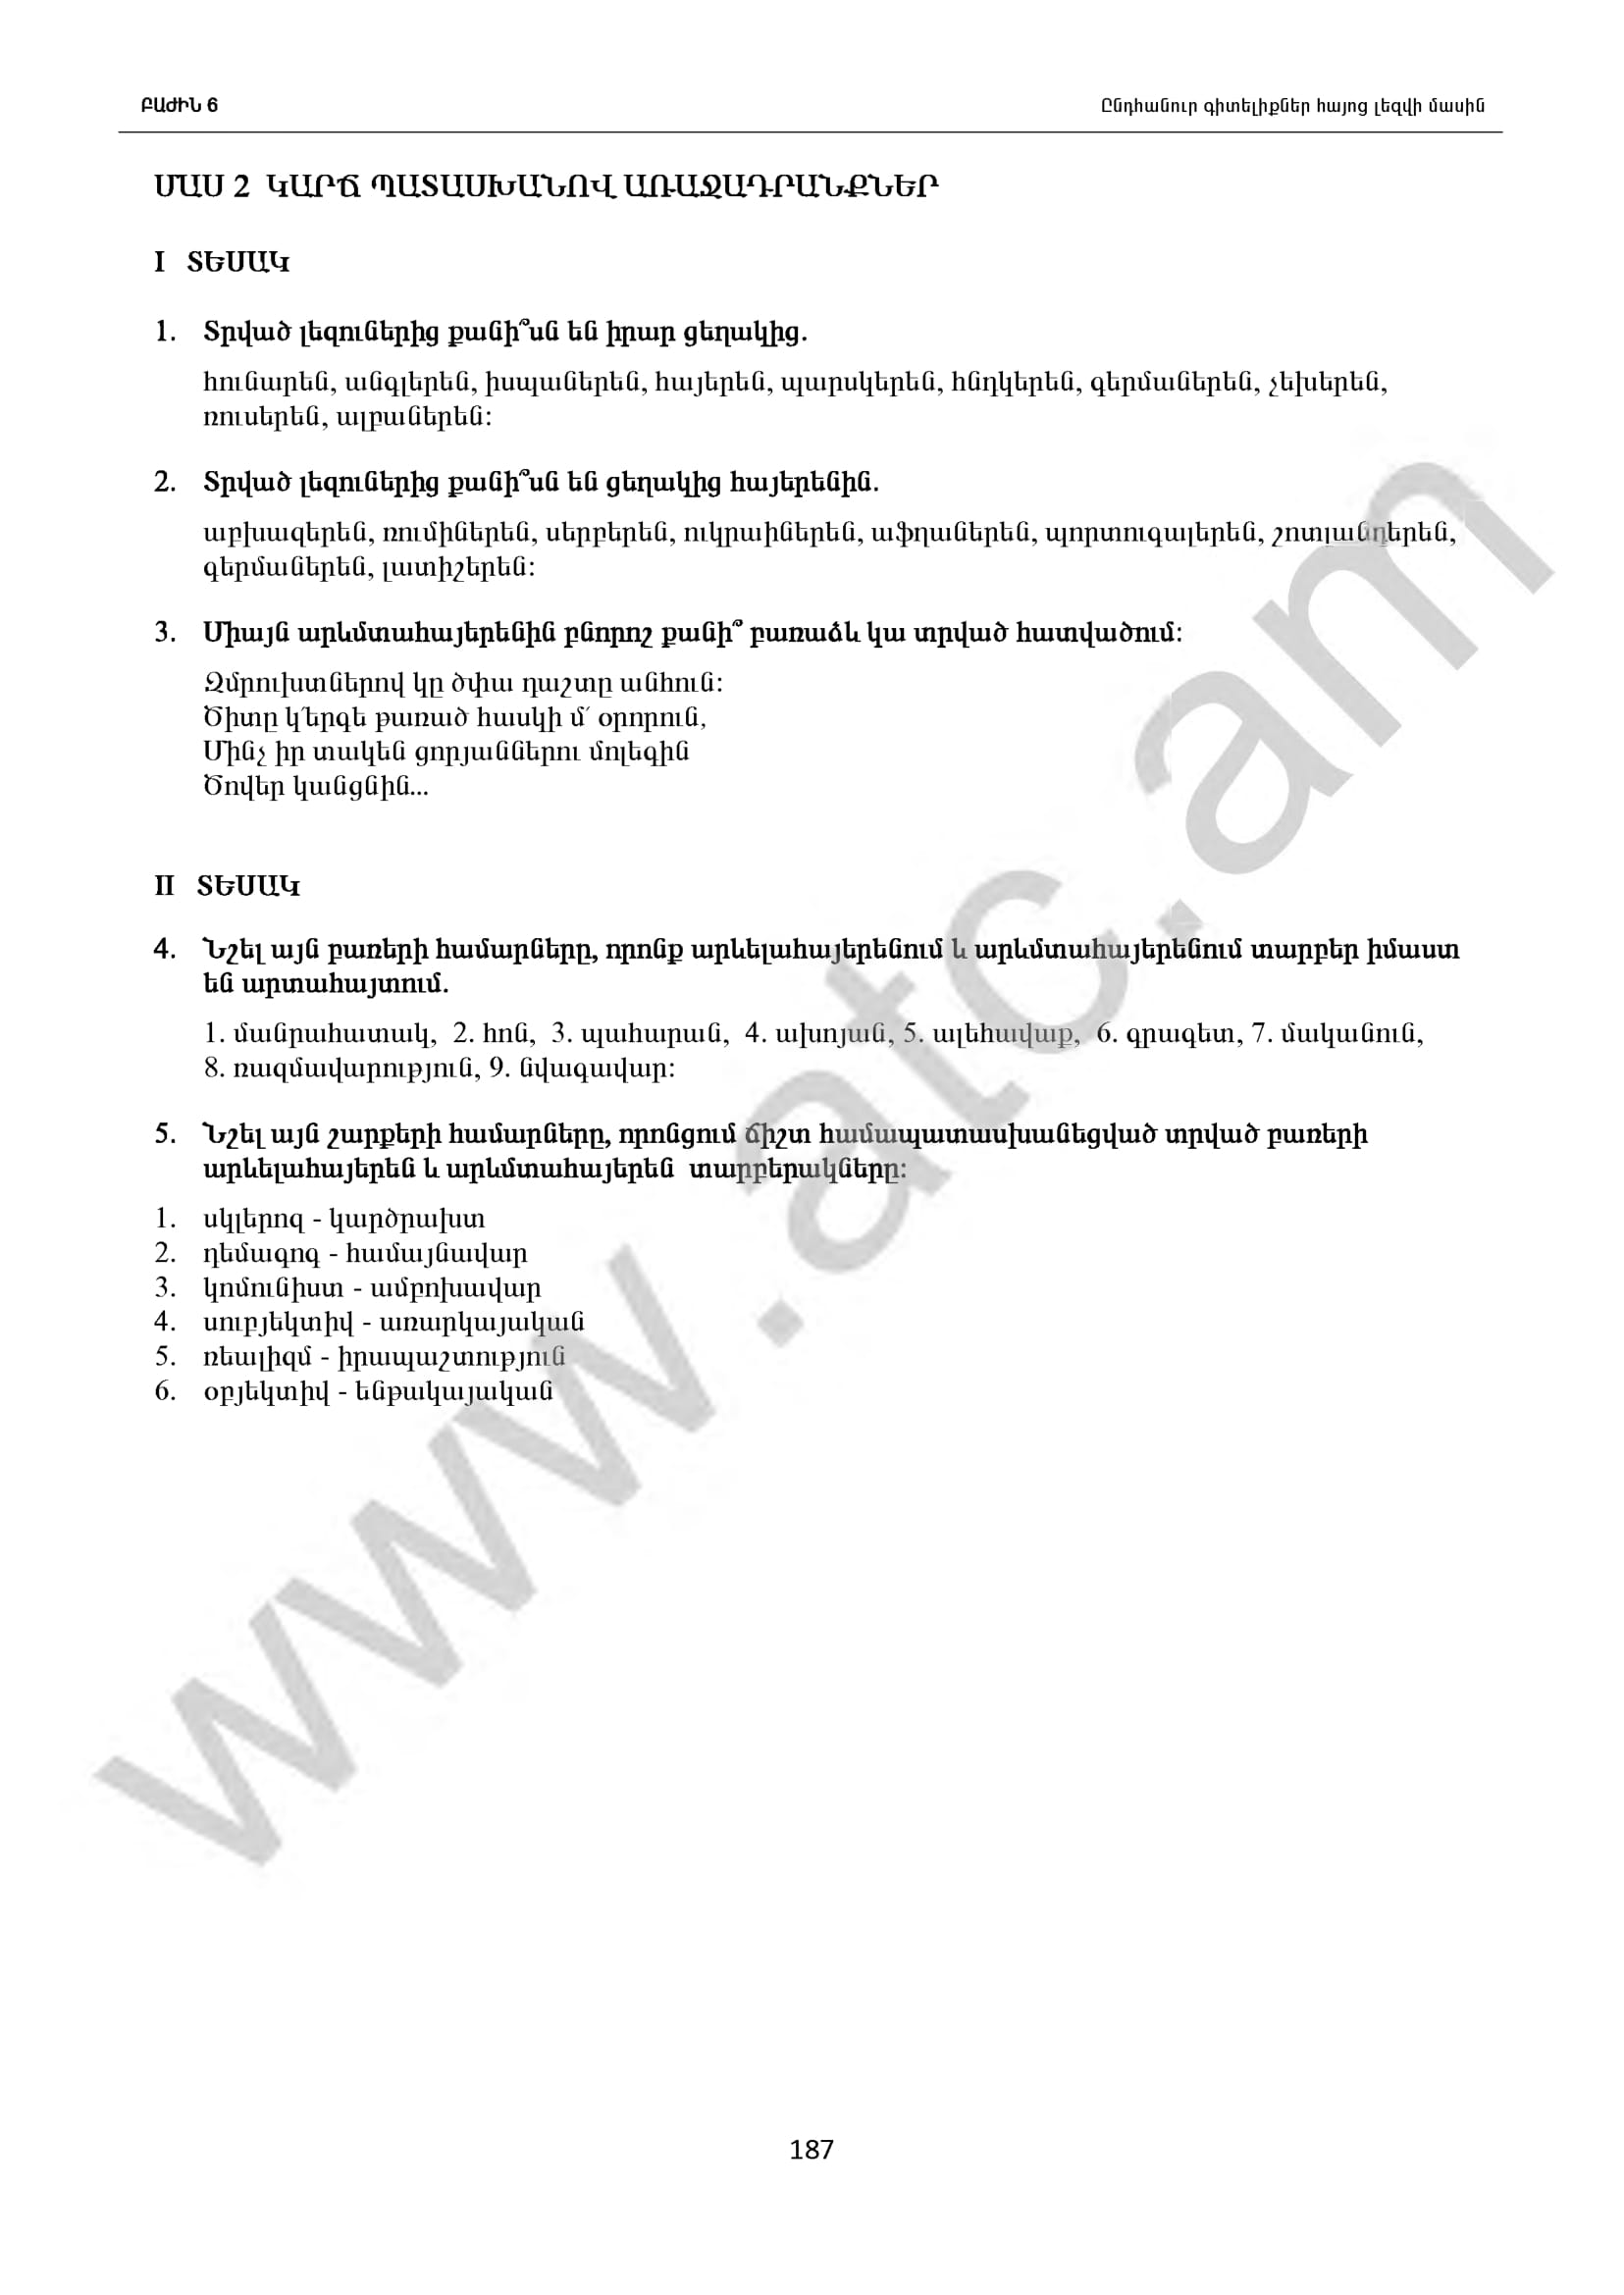 ԲԱԺԻՆ 6
Ընդհանուր գիտելիքներ հայոց լեզվի մասին
ՄԱՍ 2 ԿԱՐՃ ՊԱՏԱՍԽԱՆՈՎ ԱՌԱՋԱԴՐԱՆՔՆԵՐ
I ՏԵՍԱԿ
1. Տրված լեզուներից քանի՞սն են իրար ցեղակից.
հունարեն, անգլերեն, իսպաներեն, հայերեն, պարսկերեն, հնդկերեն, գերմաներեն, չեխերեն,
ռուսերեն, ալբաներեն:
2. Տրված լեզուներից քանի՞սն են ցեղակից հայերենին.
աբխազերեն, ռումիներեն, սերբերեն, ուկրաիներեն, աֆղաներեն, պորտուգալերեն, շոտլանդերեն,
գերմաներեն, լատիշերեն:
3. Միայն արևմտահայերենին բնորոշ քանի՞ բառաձև կա տրված հատվածում:
Զմրուխտներով կը ծփա դաշտը անհուն:
Ծիտը կ՚երգե թառած հասկի մ՛ օրորուն,
Մինչ իր տակեն ցորյաններու մոլեգին
Ծովեր կանցնին...
II ՏԵՍԱԿ
4. Նշել այն բառերի համարները, որոնք արևելահայերենում և արևմտահայերենում տարբեր իմաստ
են արտահայտում.
1. մանրահատակ, 2. հոն, 3. պահարան, 4. ախոյան, 5. ալեհավաք, 6. գրագետ, 7. մականուն,
8. ռազմավարություն, 9. նվագավար:
5. Նշել այն շարքերի համարները, որոնցում ճիշտ համապատասխանեցված տրված բառերի
արևելահայերեն և արևմտահայերեն տարբերակները:
1. սկլերոզ - կարծրախտ
2. դեմագոգ - համայնավար
3. կոմունիստ - ամբոխավար
4. սուբյեկտիվ - առարկայական
5. ռեալիզմ - իրապաշտություն
6. օբյեկտիվ - ենթակայական
187
www.atc.am